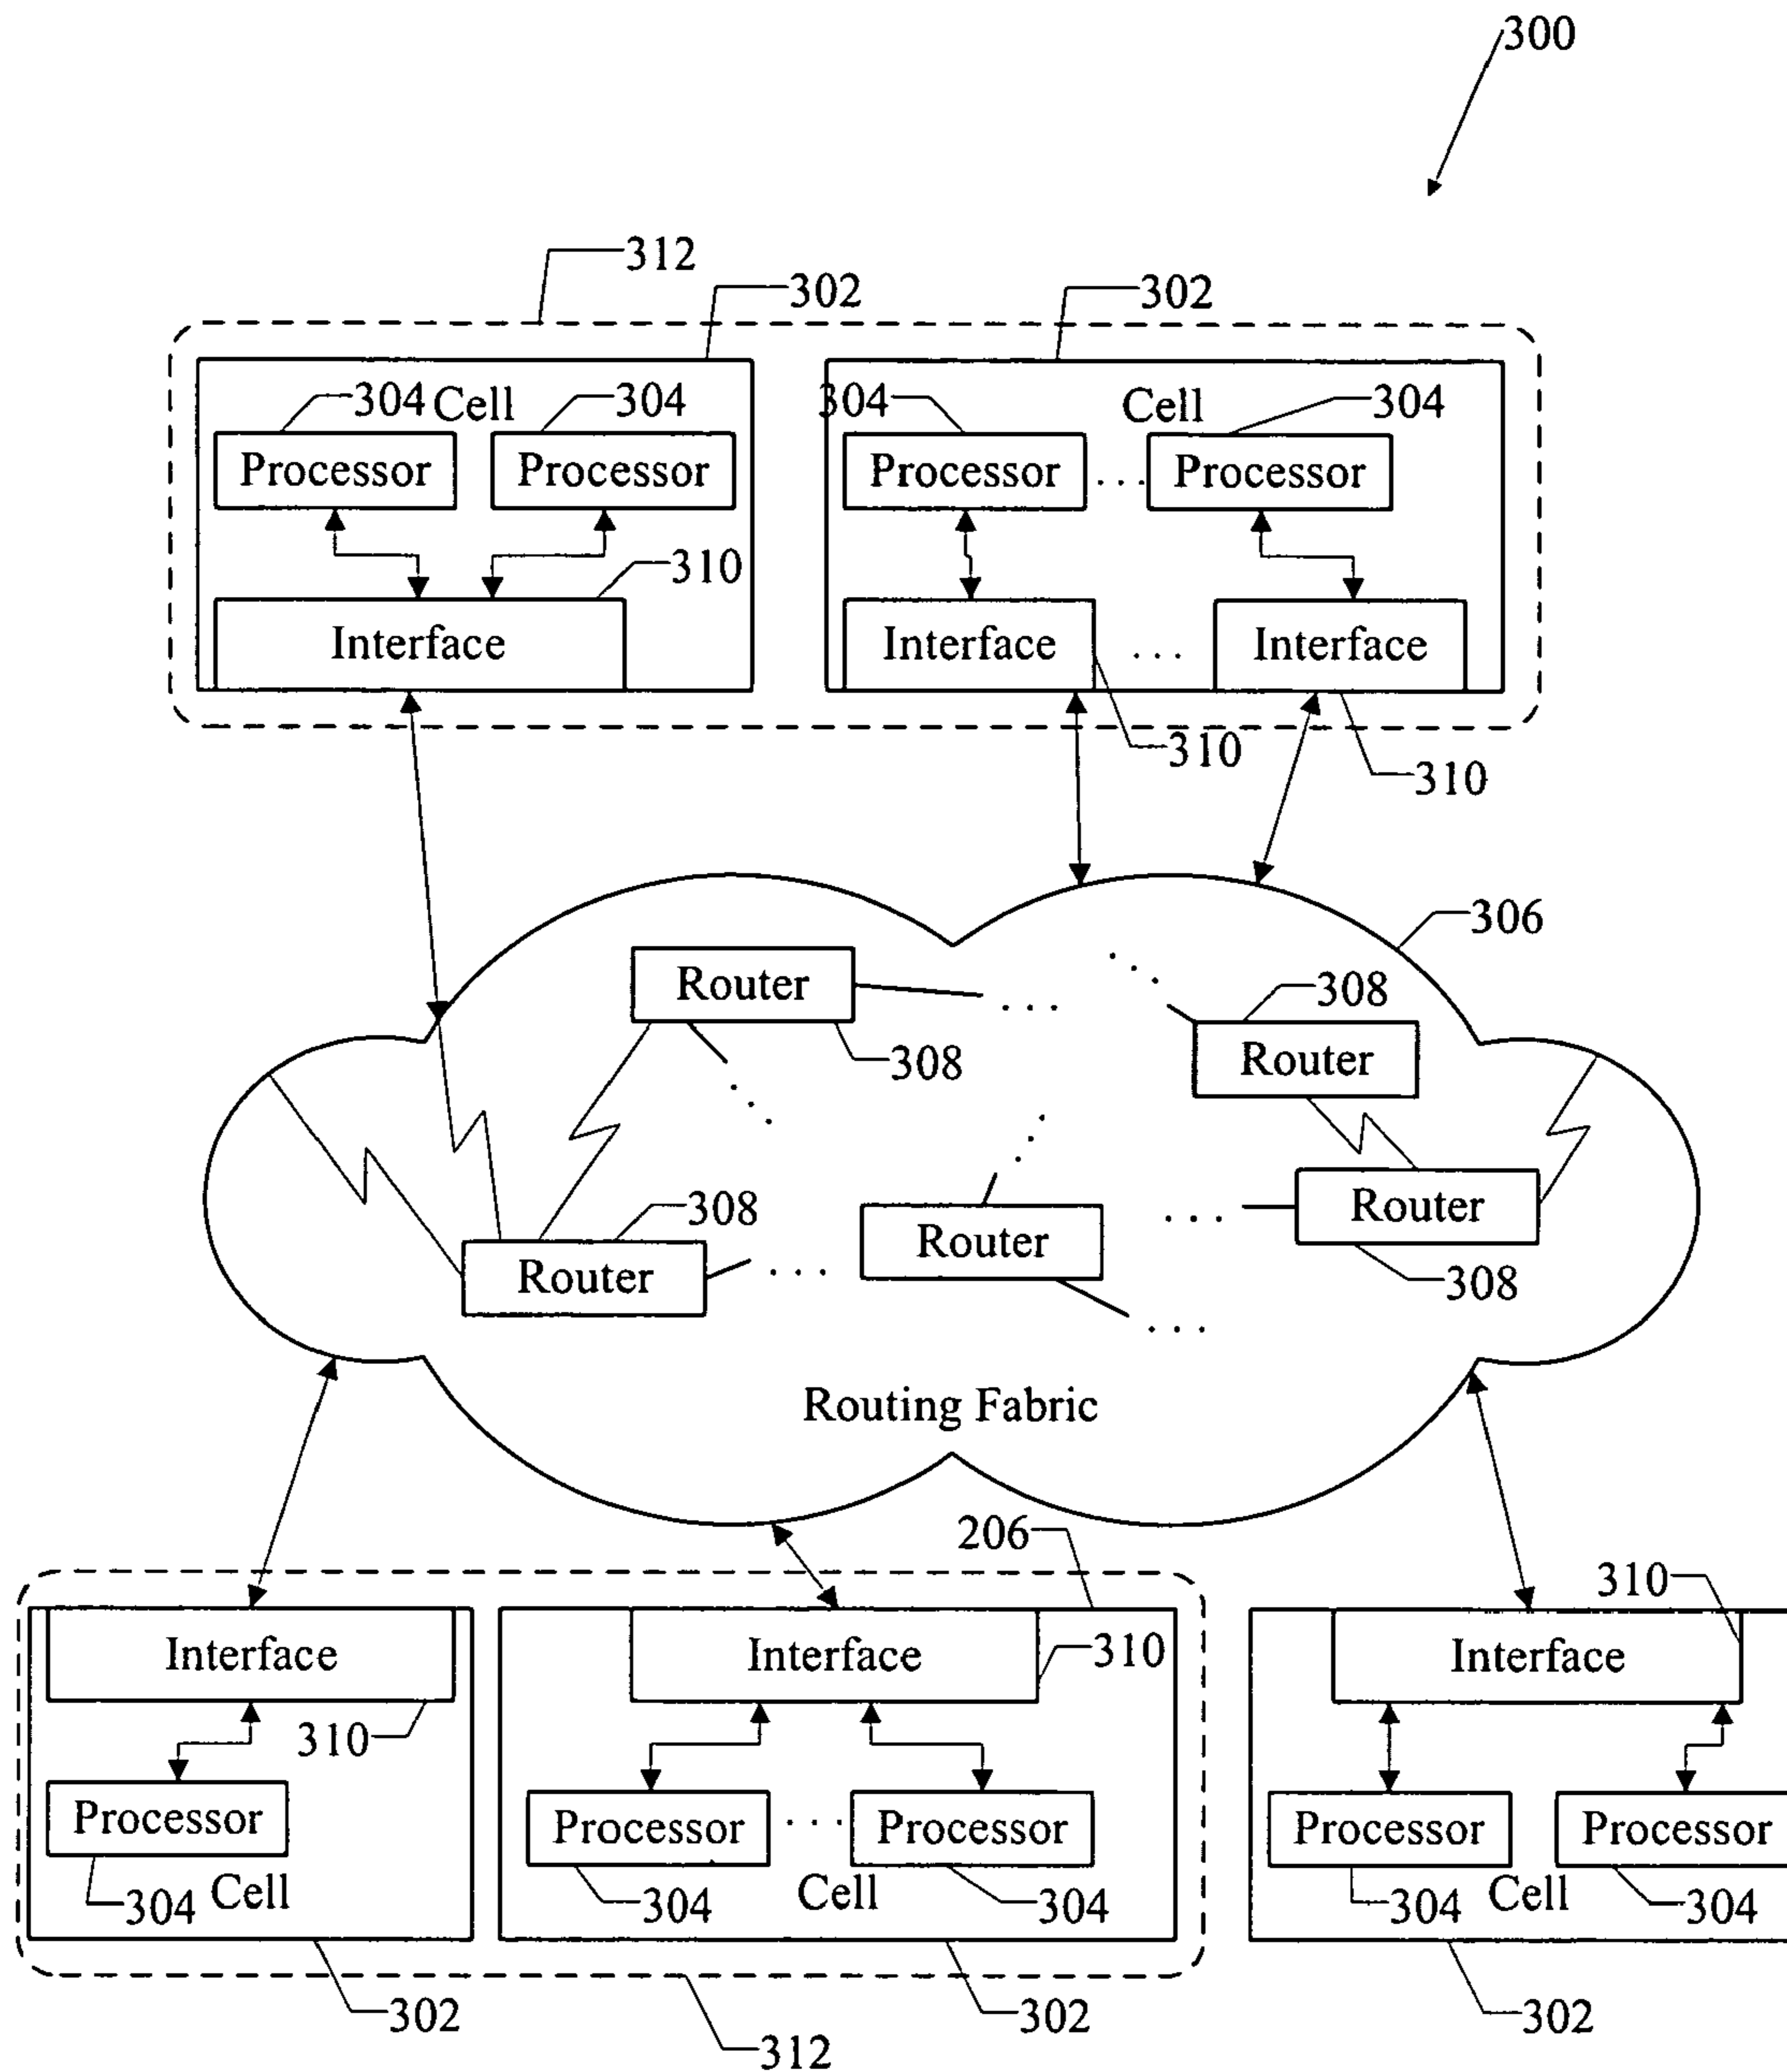 300
312
302
302
304 Cell 304
304 Cell 304
Processor
Processor
Processor
. . .
Processor
310
Interface
Interface
. . .
Interface
310
310
306
Router
. . .
308
308
Router
308
Router
. . .
Router
. . .
Router
308
. . .
308
Routing Fabric
206
310
Interface
Interface
310
Interface
310
Processor
Processor
. . .
Processor
Processor
Processor
304 Cell
304
Cell
304
304
Cell
304
302
302
302
312